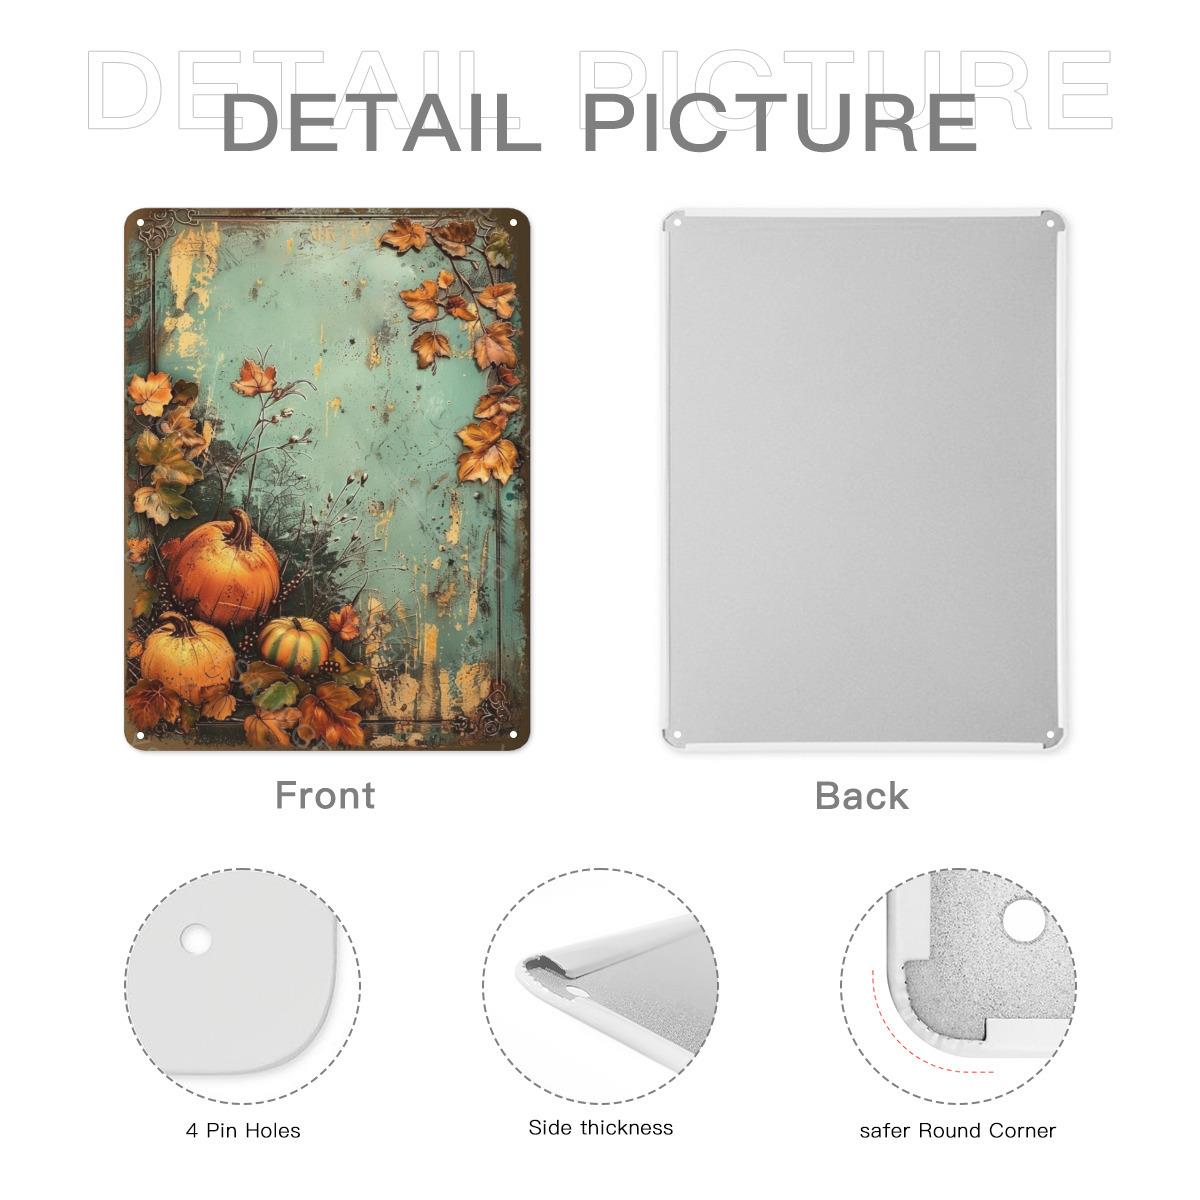 DETAIL PICTURE
DETAIL PICTURE
Front
Back
4 Pin Holes
Side thickness
safer Round Corner